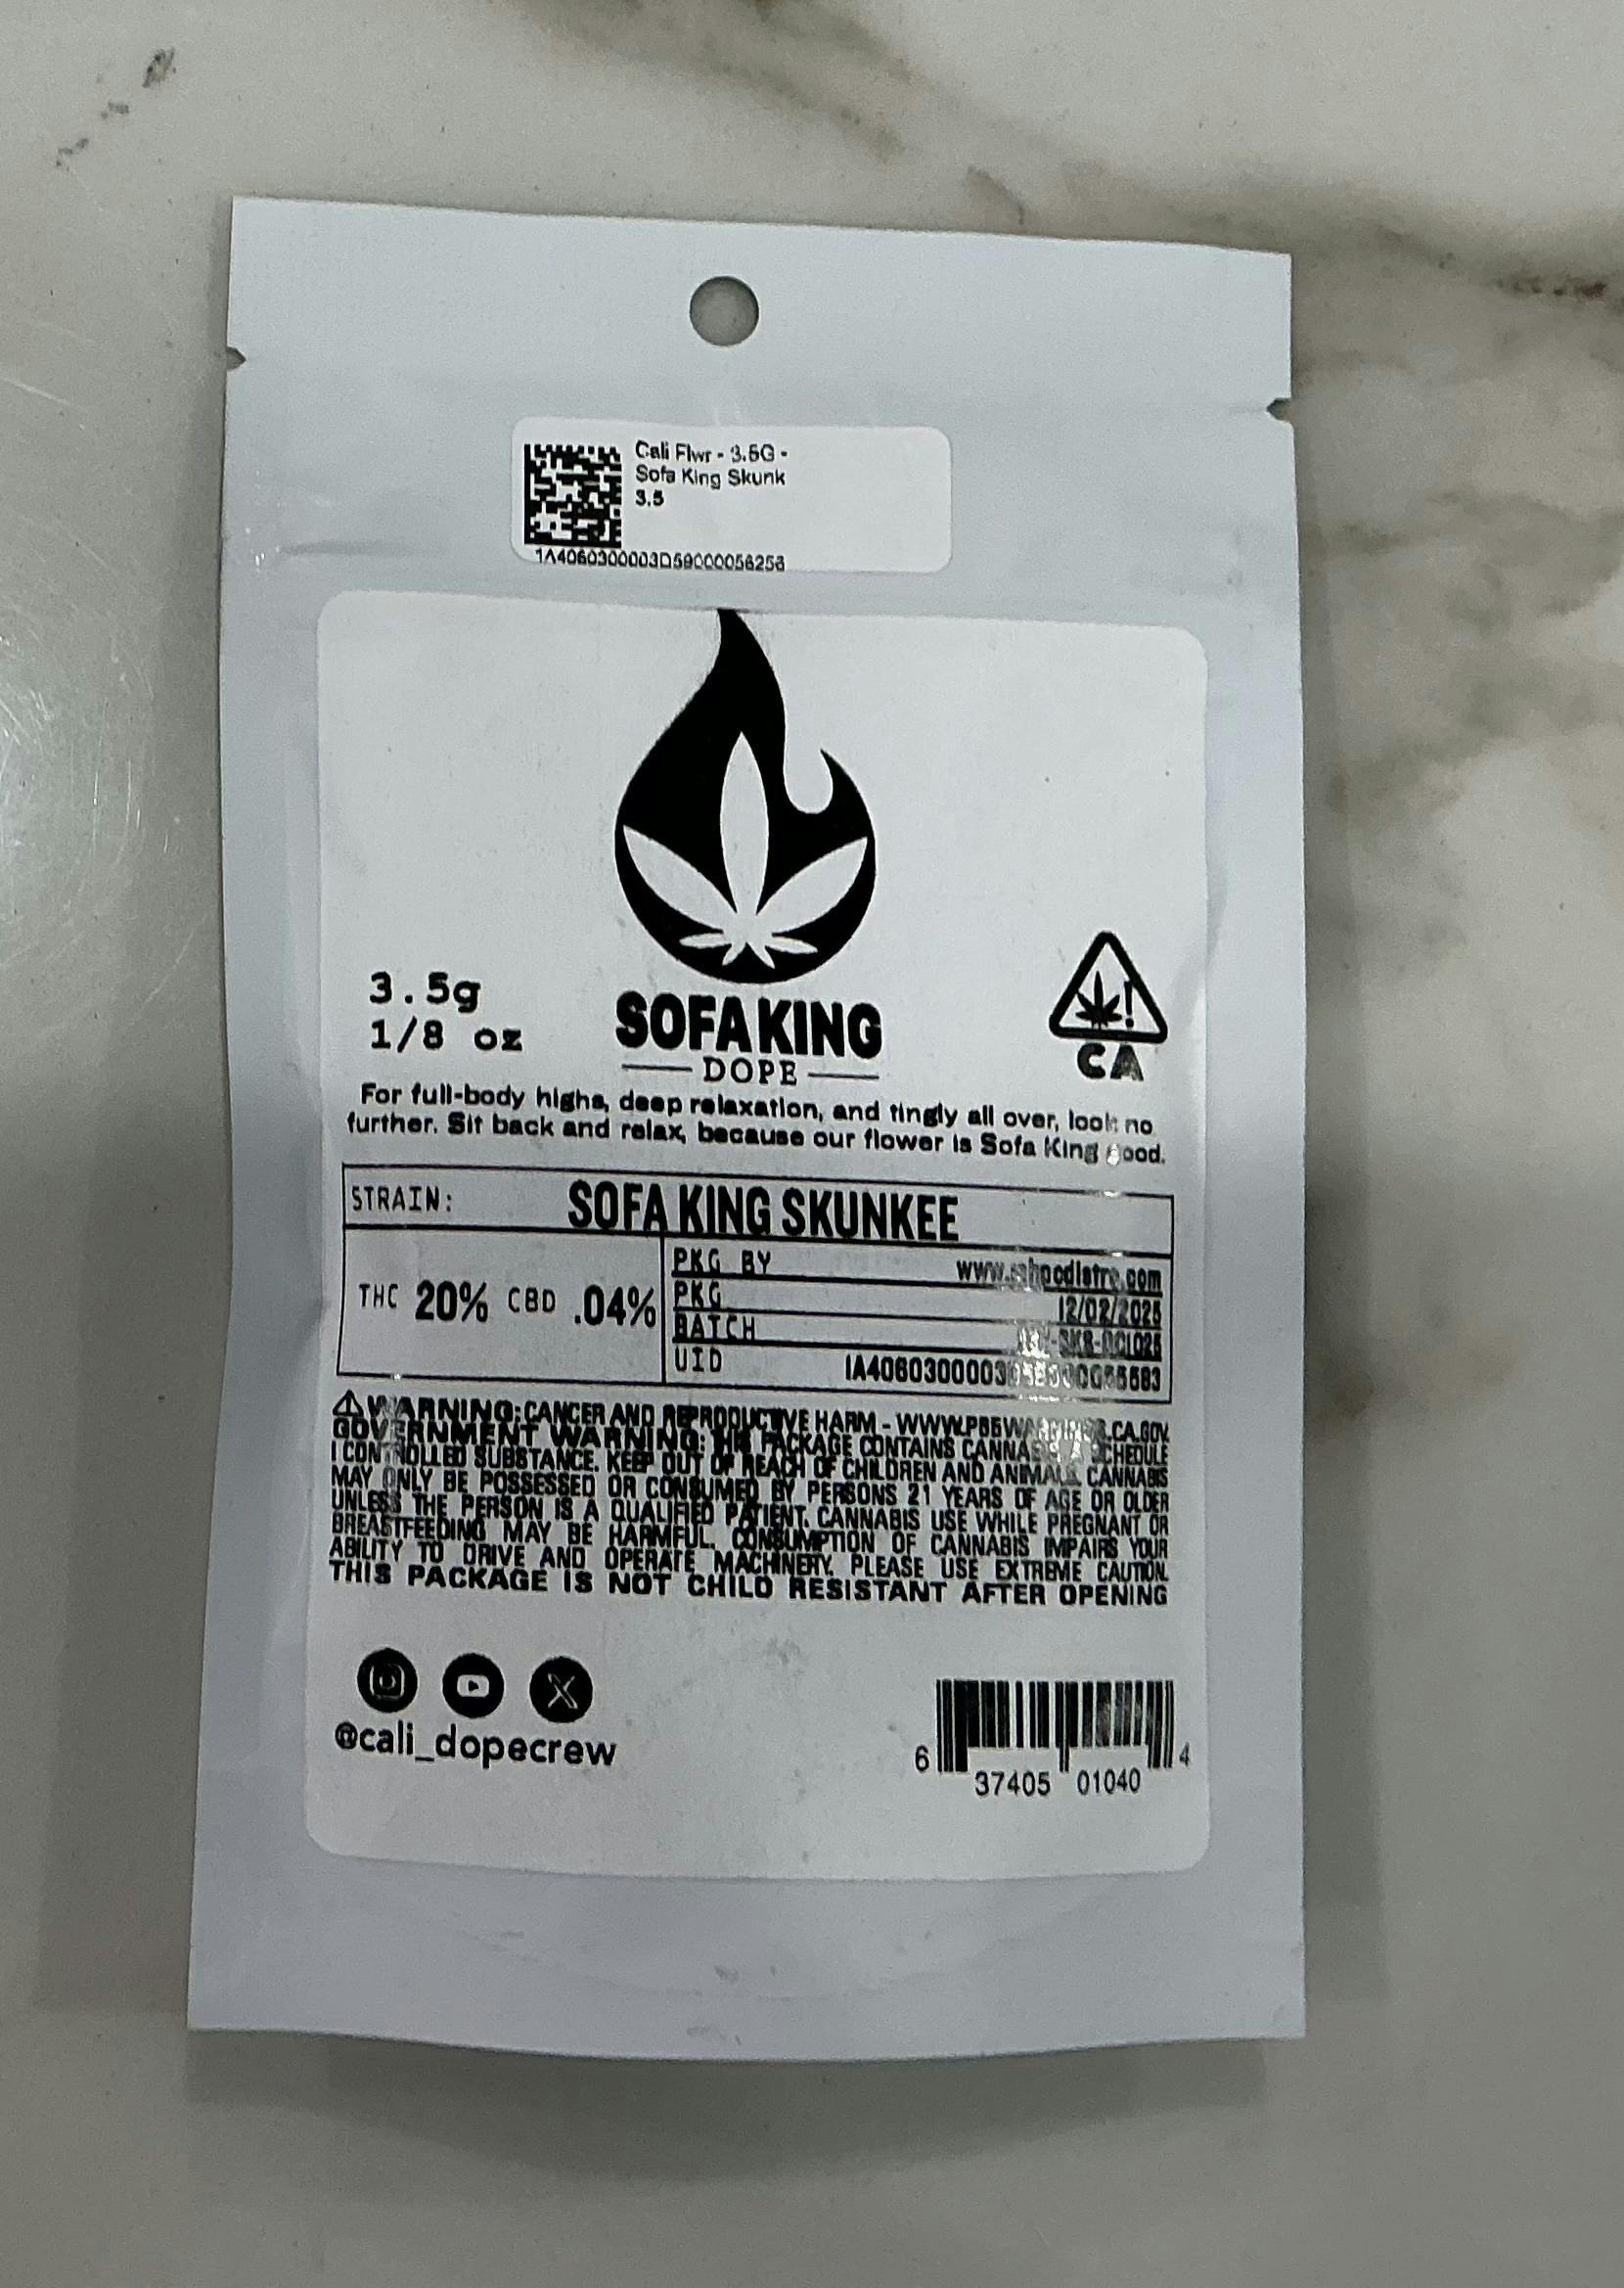 Cali Flwr - 3.5G -
Sofa King Skunk
3.5
1A4060300003D59000056253
3.5g
1/8 oz
SOFA KING
DOPE
CA
For full-body highs, deep relaxation, and tingly all over, look no
further. Sit back and relax, because our flower is Sofa King good.
STRAIN: SOFA KING SKUNKEE
THC 20% CBD .04%
PKG BY
PKG 12/02/2025
BATCH
UID
WARNING: CANCER AND REPRODUCTIVE HARM - WWW.P65WARNINGS.CA.GOV
GOVERNMENT WARNING: THIS PACKAGE CONTAINS CANNABIS, A SCHEDULE
I CONTROLLED SUBSTANCE. KEEP OUT OF REACH OF CHILDREN AND ANIMALS. CANNABIS
MAY ONLY BE POSSESSED OR CONSUMED BY PERSONS 21 YEARS OF AGE OR OLDER
UNLESS THE PERSON IS A QUALIFIED PATIENT. CANNABIS USE WHILE PREGNANT OR
BREASTFEEDING MAY BE HARMFUL. CONSUMPTION OF CANNABIS IMPAIRS YOUR
ABILITY TO DRIVE AND OPERATE MACHINERY. PLEASE USE EXTREME CAUTION.
THIS PACKAGE IS NOT CHILD RESISTANT AFTER OPENING
@cali_dopecrew
6 37405 01040 4